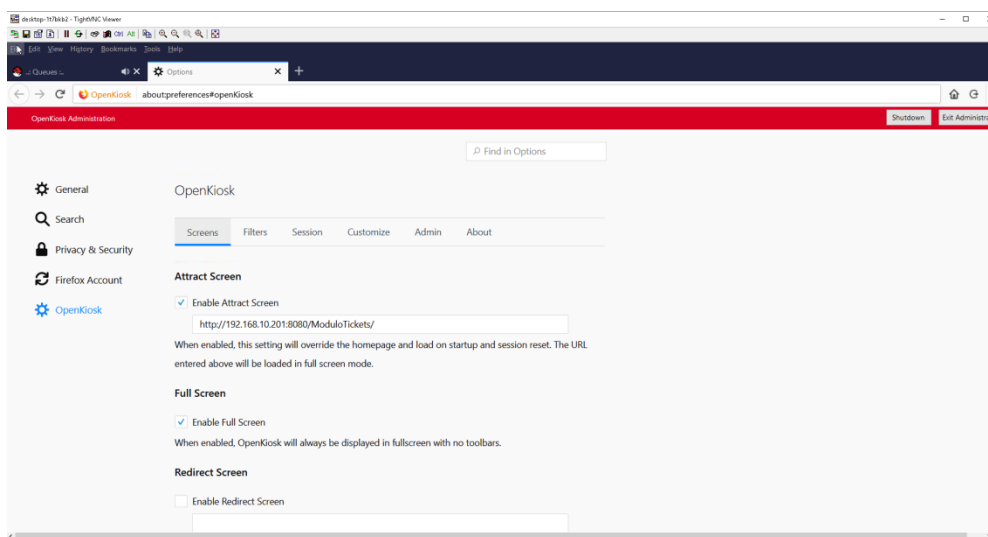 desktop-1t7bkb2 - TightVNC Viewer
Ctrl Alt
Edit View History Bookmarks Tools Help
..: Queues :..
Options
OpenKiosk about:preferences#openKiosk
OpenKiosk Administration
Shutdown
Exit Administra
Find in Options
General
Search
Privacy & Security
Firefox Account
OpenKiosk
OpenKiosk
Screens Filters Session Customize Admin About
Attract Screen
Enable Attract Screen
http://192.168.10.201:8080/ModuloTickets/
When enabled, this setting will override the homepage and load on startup and session reset. The URL
entered above will be loaded in full screen mode.
Full Screen
Enable Full Screen
When enabled, OpenKiosk will always be displayed in fullscreen with no toolbars.
Redirect Screen
Enable Redirect Screen